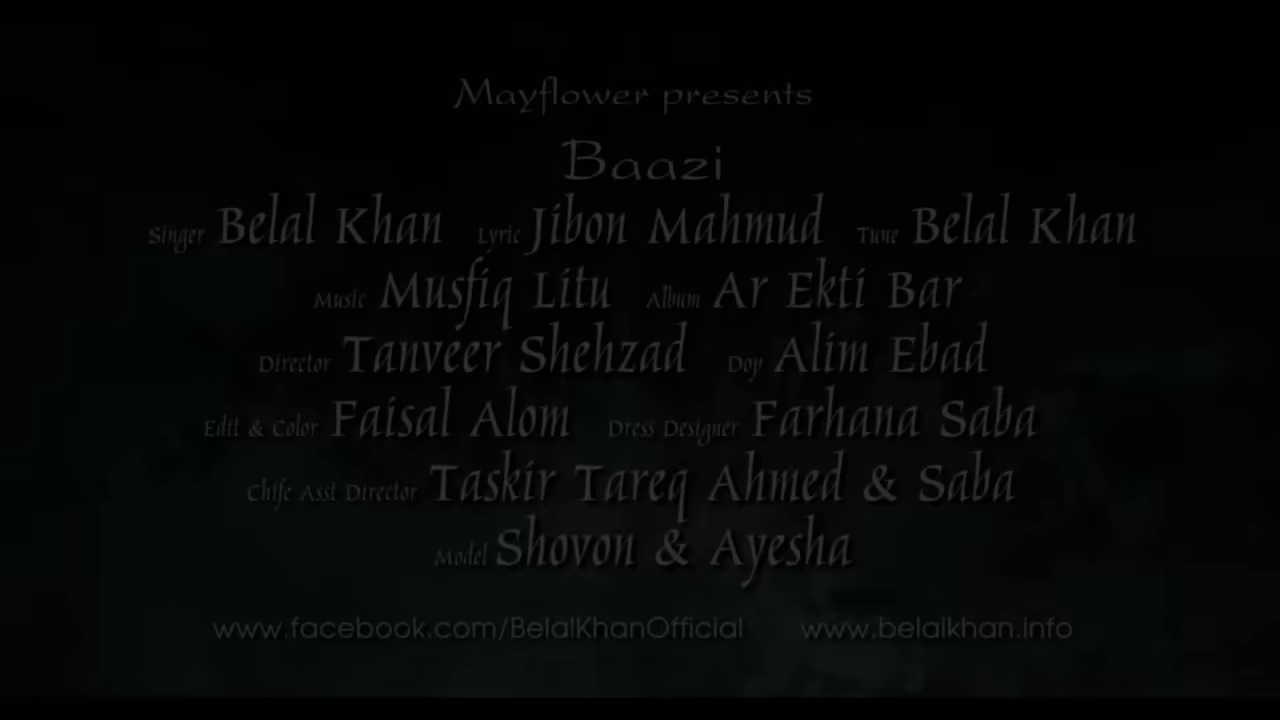 Mayflower presents
Baazi
Singer Belal Khan Lyric Jibon Mahmud Tune Belal Khan
Music Musfiq Litu Album Ar Ekti Bar
Director Tanveer Shehzad Dop Alim Ebad
Edit & Color Faisal Alom Dress Designer Farhana Saba
Chife Asst Director Taskir Tareq Ahmed & Saba
Model Shovon & Ayesha
www.facebook.com/BelalKhanOfficial www.belalkhan.info